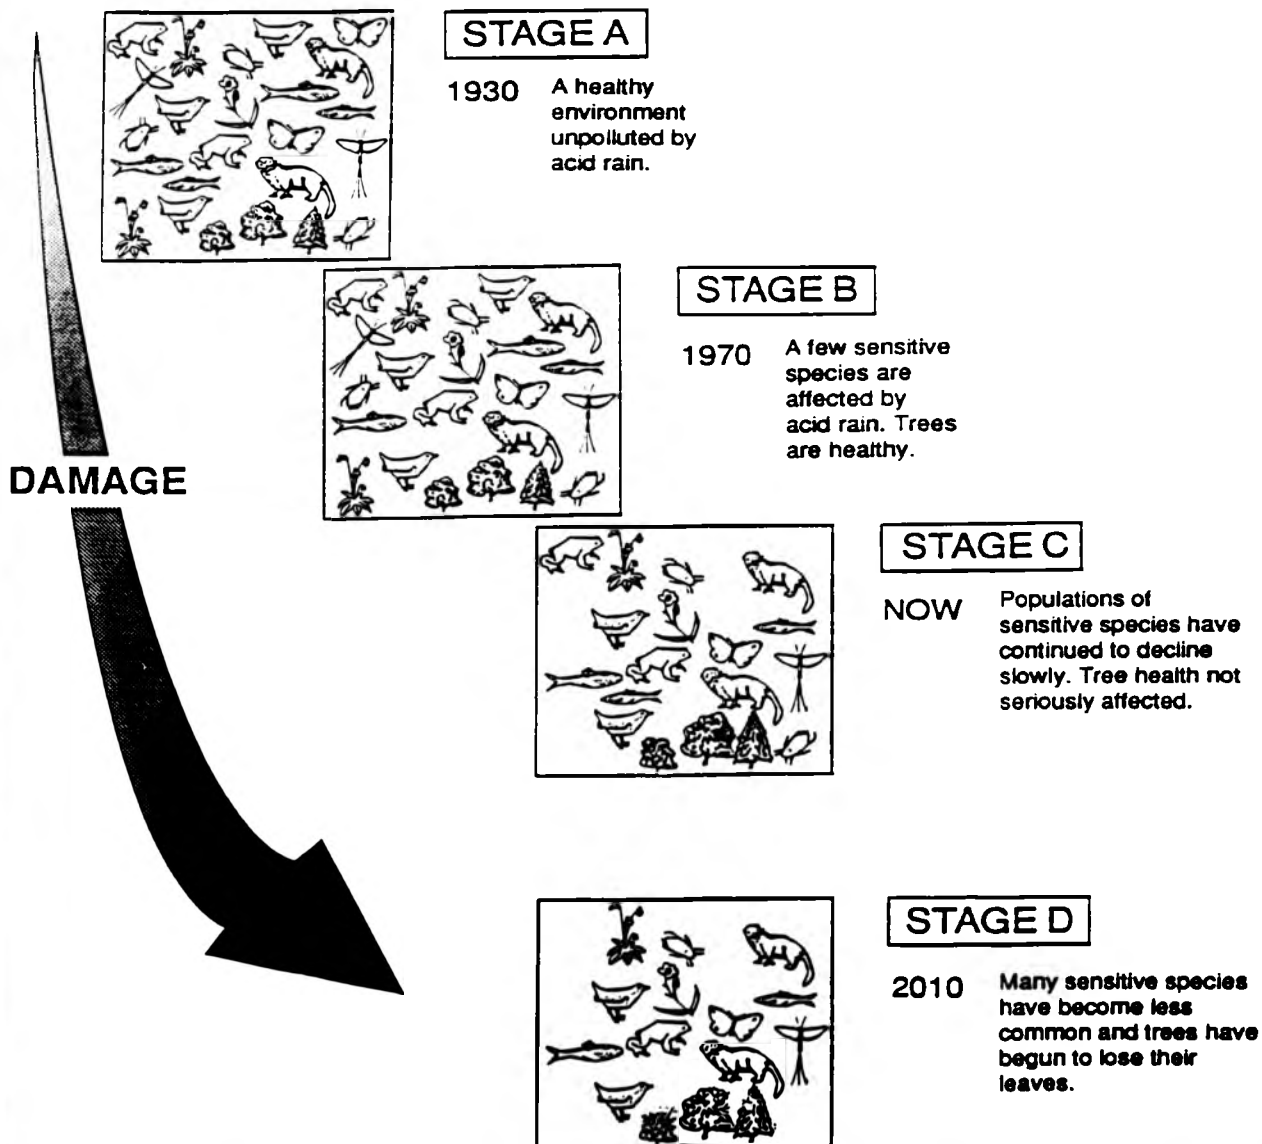 STAGE A
1930
A healthy
environment
unpolluted by
acid rain.
STAGE B
1970
A few sensitive
species are
affected by
acid rain. Trees
are healthy.
DAMAGE
STAGE C
NOW
Populations of
sensitive species have
continued to decline
slowly. Tree health not
seriously affected.
STAGE D
2010
Many sensitive species
have become less
common and trees have
begun to lose their
leaves.